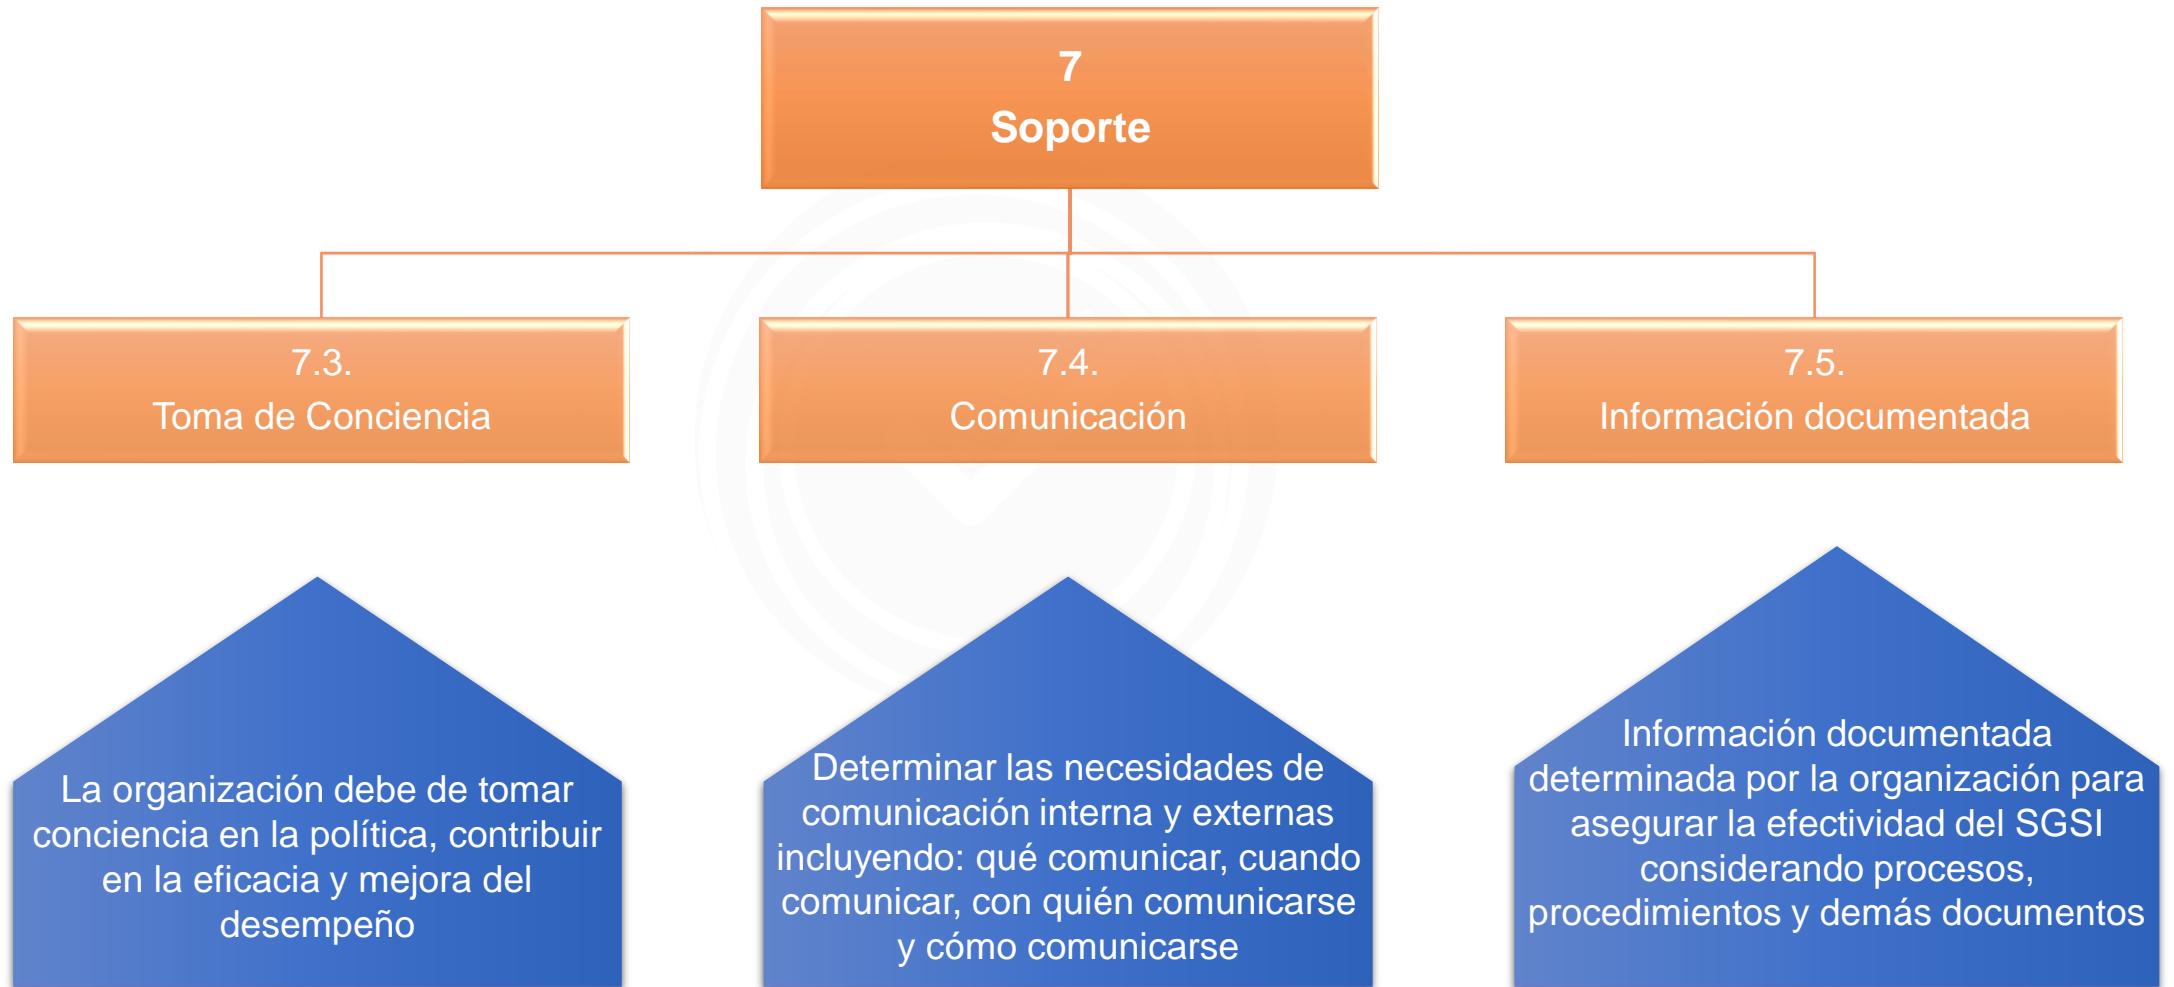 7
Soporte
7.3.
Toma de Conciencia
7.4.
Comunicación
7.5.
Información documentada
La organización debe de tomar
conciencia en la política, contribuir
en la eficacia y mejora del
desempeño
Determinar las necesidades de
comunicación interna y externas
incluyendo: qué comunicar, cuando
comunicar, con quién comunicarse
y cómo comunicarse
Información documentada
determinada por la organización para
asegurar la efectividad del SGSI
considerando procesos,
procedimientos y demás documentos